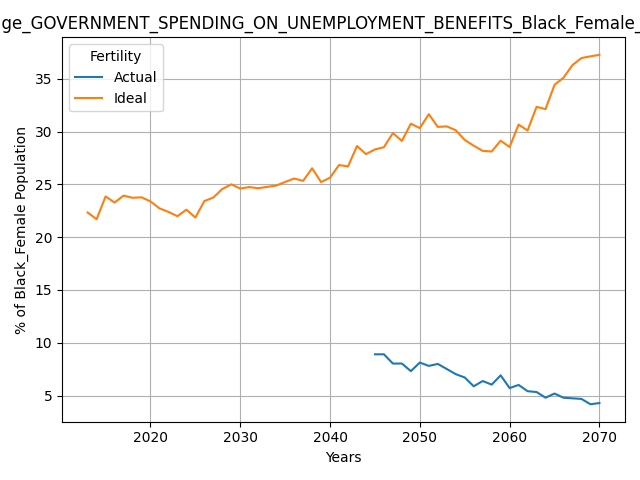 ge_GOVERNMENT_SPENDING_ON_UNEMPLOYMENT_BENEFITS_Black_Female_
Fertility
Actual
Ideal
% of Black_Female Population
35
30
25
20
15
10
5
2020 2030 2040 2050 2060 2070
Years